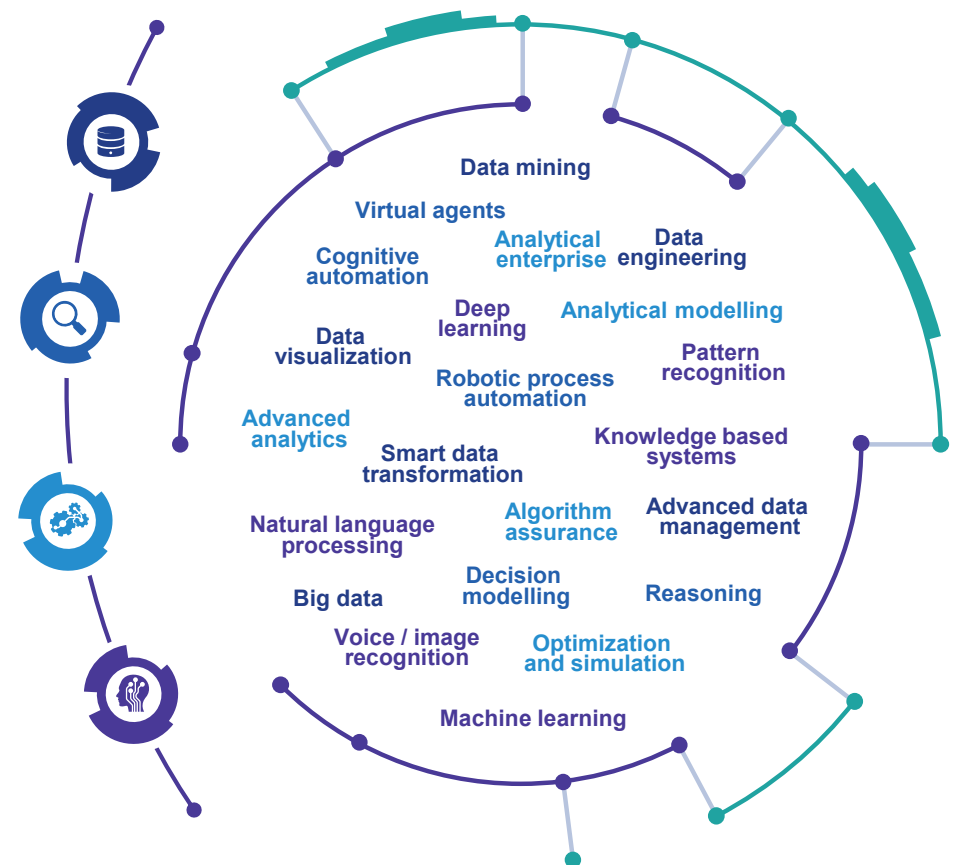 Data mining
Virtual agents
Analytical
enterprise
Data
engineering
Cognitive
automation
Deep
learning
Analytical modelling
Data
visualization
Pattern
recognition
Robotic process
automation
Advanced
analytics
Knowledge based
systems
Smart data
transformation
Natural language
processing
Algorithm
assurance
Advanced data
management
Big data
Decision
modelling
Reasoning
Voice / image
recognition
Optimization
and simulation
Machine learning